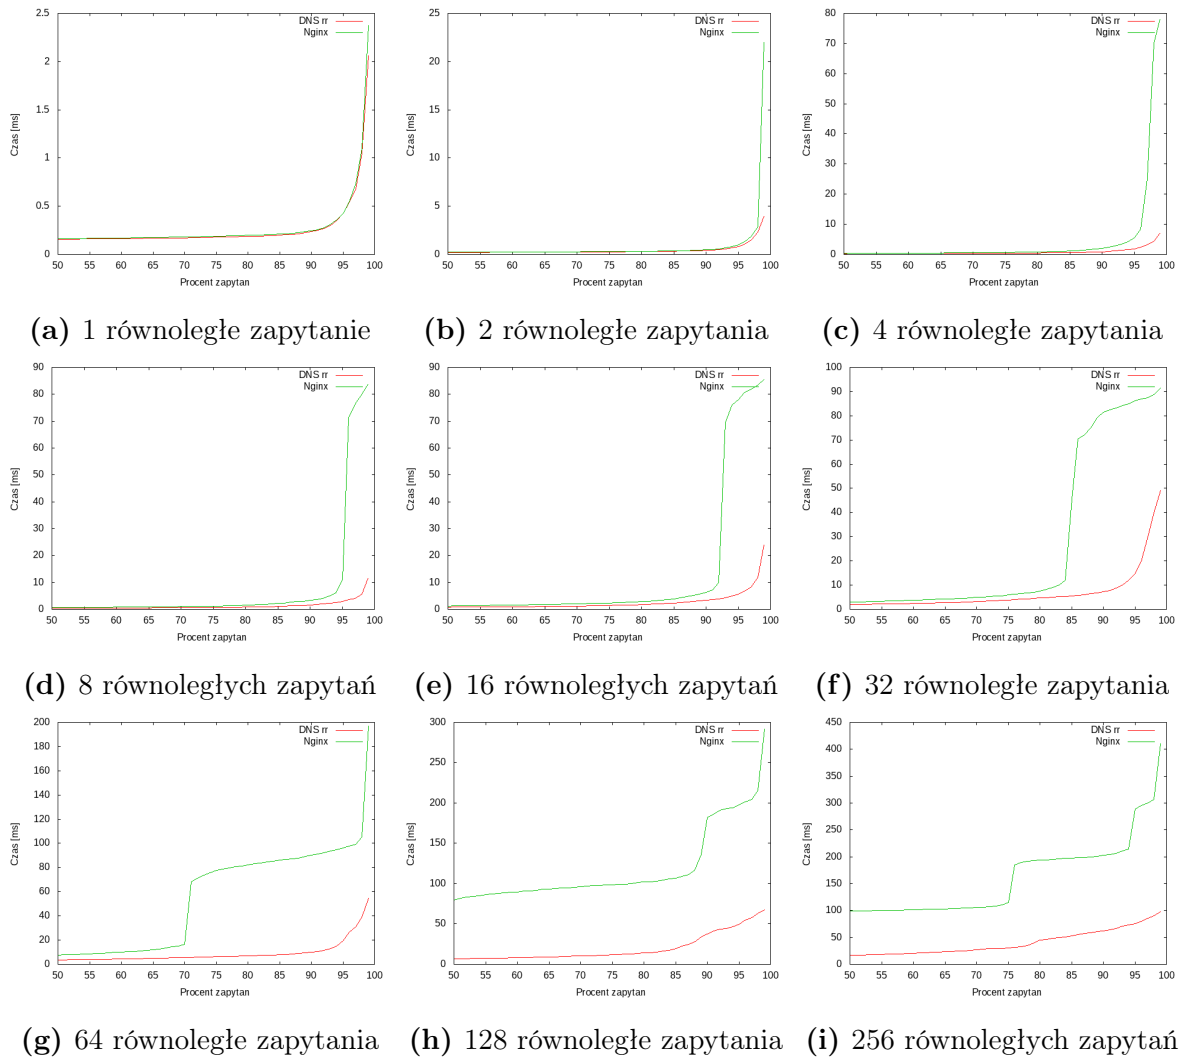 2.5
2
1.5
1
0.5
0
Czas [ms]
DNS rr
Nginx
50 55 60 65 70 75 80 85 90 95 100
Procent zapytan
(a) 1 równoległe zapytanie
25
20
15
10
5
0
Czas [ms]
DNS rr
Nginx
50 55 60 65 70 75 80 85 90 95 100
Procent zapytan
(b) 2 równoległe zapytania
80
70
60
50
40
30
20
10
0
Czas [ms]
DNS rr
Nginx
50 55 60 65 70 75 80 85 90 95 100
Procent zapytan
(c) 4 równoległe zapytania
90
80
70
60
50
40
30
20
10
0
Czas [ms]
DNS rr
Nginx
50 55 60 65 70 75 80 85 90 95 100
Procent zapytan
(d) 8 równoległych zapytań
90
80
70
60
50
40
30
20
10
0
Czas [ms]
DNS rr
Nginx
50 55 60 65 70 75 80 85 90 95 100
Procent zapytan
(e) 16 równoległych zapytań
100
90
80
70
60
50
40
30
20
10
0
Czas [ms]
DNS rr
Nginx
50 55 60 65 70 75 80 85 90 95 100
Procent zapytan
(f) 32 równoległe zapytania
200
180
160
140
120
100
80
60
40
20
0
Czas [ms]
DNS rr
Nginx
50 55 60 65 70 75 80 85 90 95 100
Procent zapytan
(g) 64 równoległe zapytania
300
250
200
150
100
50
0
Czas [ms]
DNS rr
Nginx
50 55 60 65 70 75 80 85 90 95 100
Procent zapytan
(h) 128 równoległe zapytania
450
400
350
300
250
200
150
100
50
0
Czas [ms]
DNS rr
Nginx
50 55 60 65 70 75 80 85 90 95 100
Procent zapytan
(i) 256 równoległych zapytań